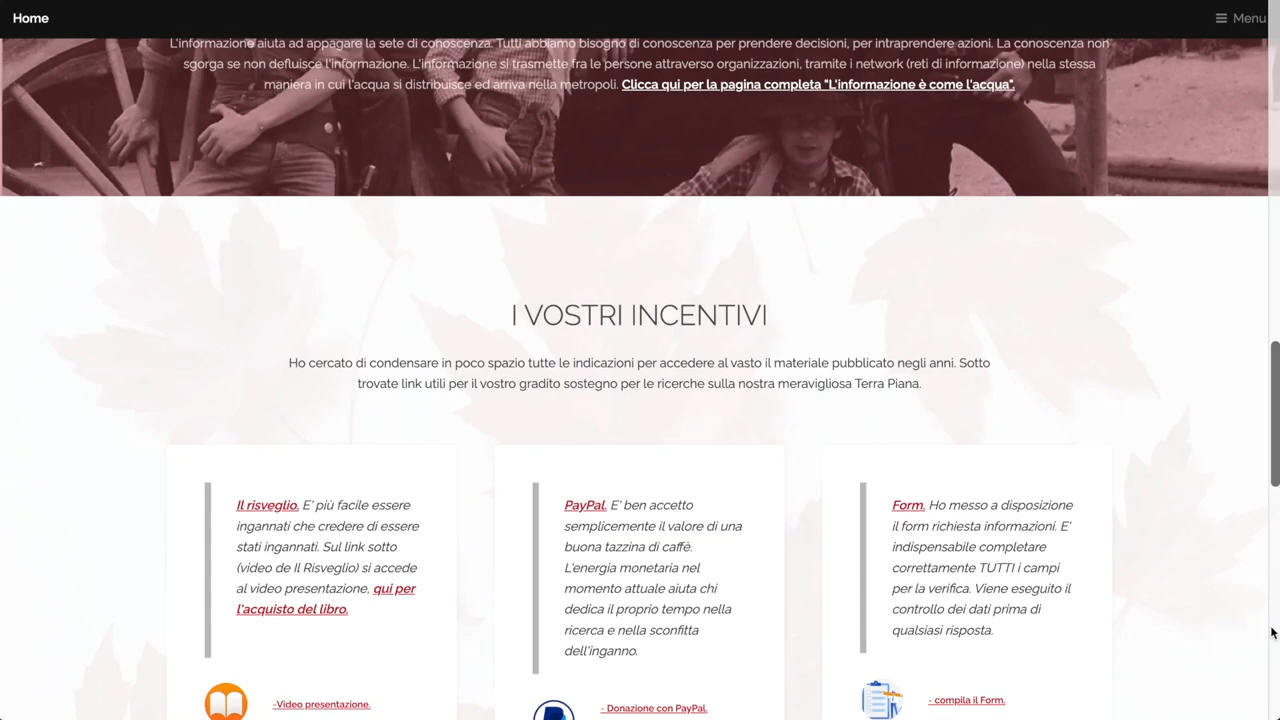 Home
Menu
L'informazione aiuta ad appagare la sete di conoscenza. Tutti abbiamo bisogno di conoscenza per prendere decisioni, per intraprendere azioni. La conoscenza non
sgorga se non defluisce l'informazione. L'informazione si trasmette fra le persone attraverso organizzazioni, tramite i network (reti di informazione) nella stessa
maniera in cui l'acqua si distribuisce ed arriva nella metropoli. Clicca qui per la pagina completa "L'informazione è come l'acqua".
I VOSTRI INCENTIVI
Ho cercato di condensare in poco spazio tutte le indicazioni per accedere al vasto il materiale pubblicato negli anni. Sotto
trovate link utili per il vostro gradito sostegno per le ricerche sulla nostra meravigliosa Terra Piana.
Il risveglio. E' più facile essere
ingannati che credere di essere
stati ingannati. Sul link sotto
(video de Il Risveglio) si accede
al video presentazione, qui per
l'acquisto del libro.
-Video presentazione.
PayPal. E' ben accetto
semplicemente il valore di una
buona tazzina di caffè.
L'energia monetaria nel
momento attuale aiuta chi
dedica il proprio tempo nella
ricerca e nella sconfitta
dell'inganno.
- Donazione con PayPal.
Form. Ho messo a disposizione
il form richiesta informazioni. E'
indispensabile completare
correttamente TUTTI i campi
per la verifica. Viene eseguito il
controllo dei dati prima di
qualsiasi risposta.
- compila il Form.